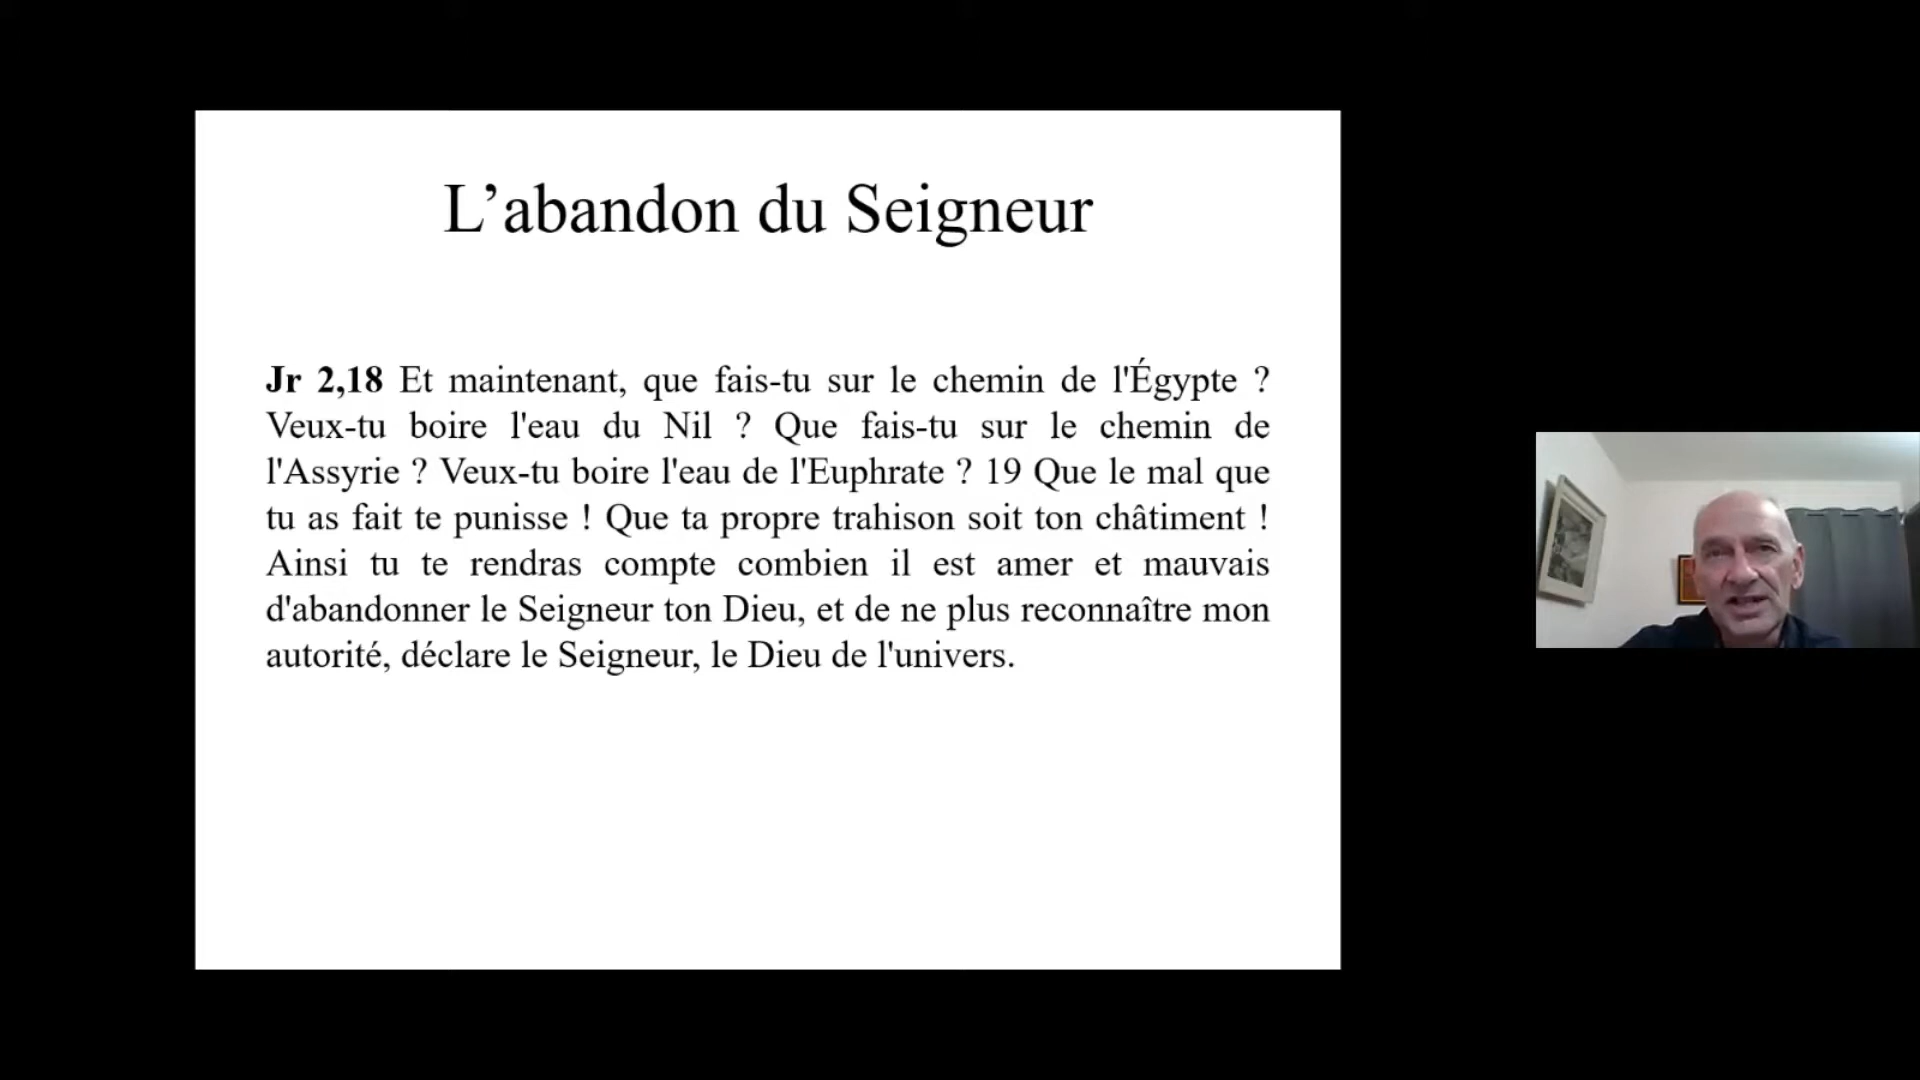 L’abandon du Seigneur
Jr 2,18 Et maintenant, que fais-tu sur le chemin de l'Égypte ?
Veux-tu boire l'eau du Nil ? Que fais-tu sur le chemin de
l'Assyrie ? Veux-tu boire l'eau de l'Euphrate ? 19 Que le mal que
tu as fait te punisse ! Que ta propre trahison soit ton châtiment !
Ainsi tu te rendras compte combien il est amer et mauvais
d'abandonner le Seigneur ton Dieu, et de ne plus reconnaître mon
autorité, déclare le Seigneur, le Dieu de l'univers.